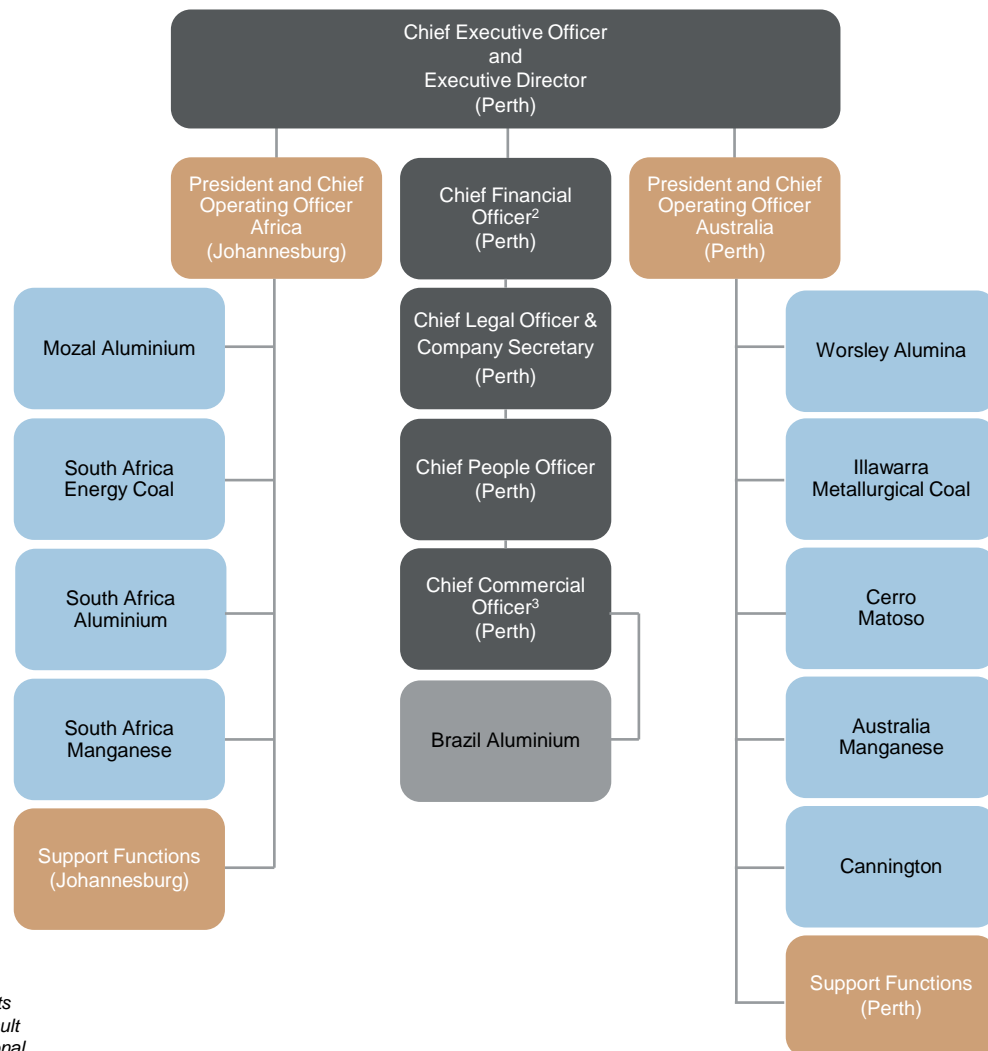 Chief Executive Officer
and
Executive Director
(Perth)
President and Chief
Operating Officer
Africa
(Johannesburg)
Chief Financial
Officer²
(Perth)
President and Chief
Operating Officer
Australia
(Perth)
Mozal Aluminium
South Africa
Energy Coal
South Africa
Aluminium
South Africa
Manganese
Support Functions
(Johannesburg)
Chief Legal Officer &
Company Secretary
(Perth)
Chief People Officer
(Perth)
Chief Commercial
Officer³
(Perth)
Brazil Aluminium
Worsley Alumina
Illawarra
Metallurgical Coal
Cerro
Matoso
Australia
Manganese
Cannington
Support Functions
(Perth)
ts
ult
onal